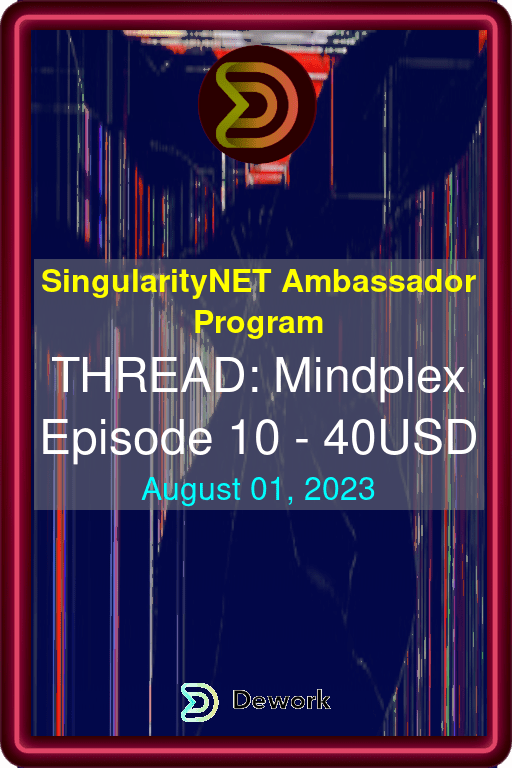 SingularityNET Ambassador
Program
THREAD: Mindplex
Episode 10 - 40USD
August 01, 2023
Dework